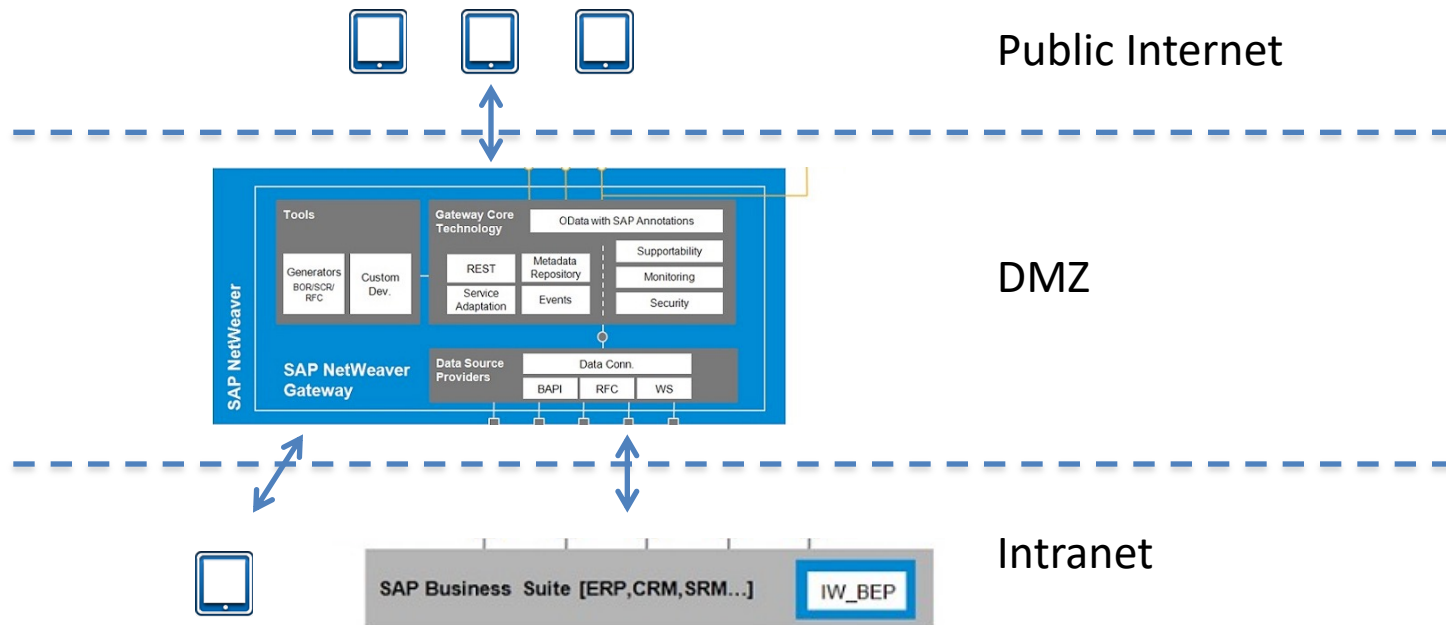 Public Internet
DMZ
SAP NetWeaver
Tools
Generators
BOR/SCR/
RFC
Custom
Dev.
Gateway Core
Technology
OData with SAP Annotations
REST
Metadata
Repository
Service
Adaptation
Events
Supportability
Monitoring
Security
SAP NetWeaver
Gateway
Data Source
Providers
Data Conn.
BAPI
RFC
WS
Intranet
SAP Business Suite [ERP,CRM,SRM...]
IW_BEP